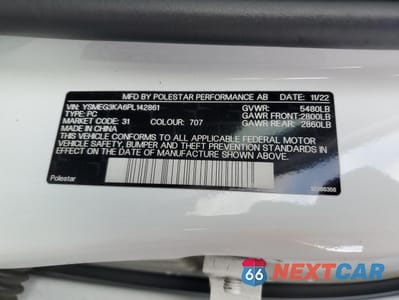 MFD BY POLESTAR PERFORMANCE AB DATE: 11/22
VIN: YSMEG3KA6PL142861 GVWR: 5480LB
TYPE: PC GAWR FRONT:2800LB
MARKET CODE: 31 COLOUR: 707 GAWR REAR: 2860LB
MADE IN:CHINA
THIS VEHICLE CONFORMS TO ALL APPLICABLE FEDERAL MOTOR
VEHICLE SAFETY, BUMPER AND THEFT PREVENTION STANDARDS
IN EFFECT ON THE DATE OF MANUFACTURE SHOWN ABOVE.
Polestar
66 NEXTCAR